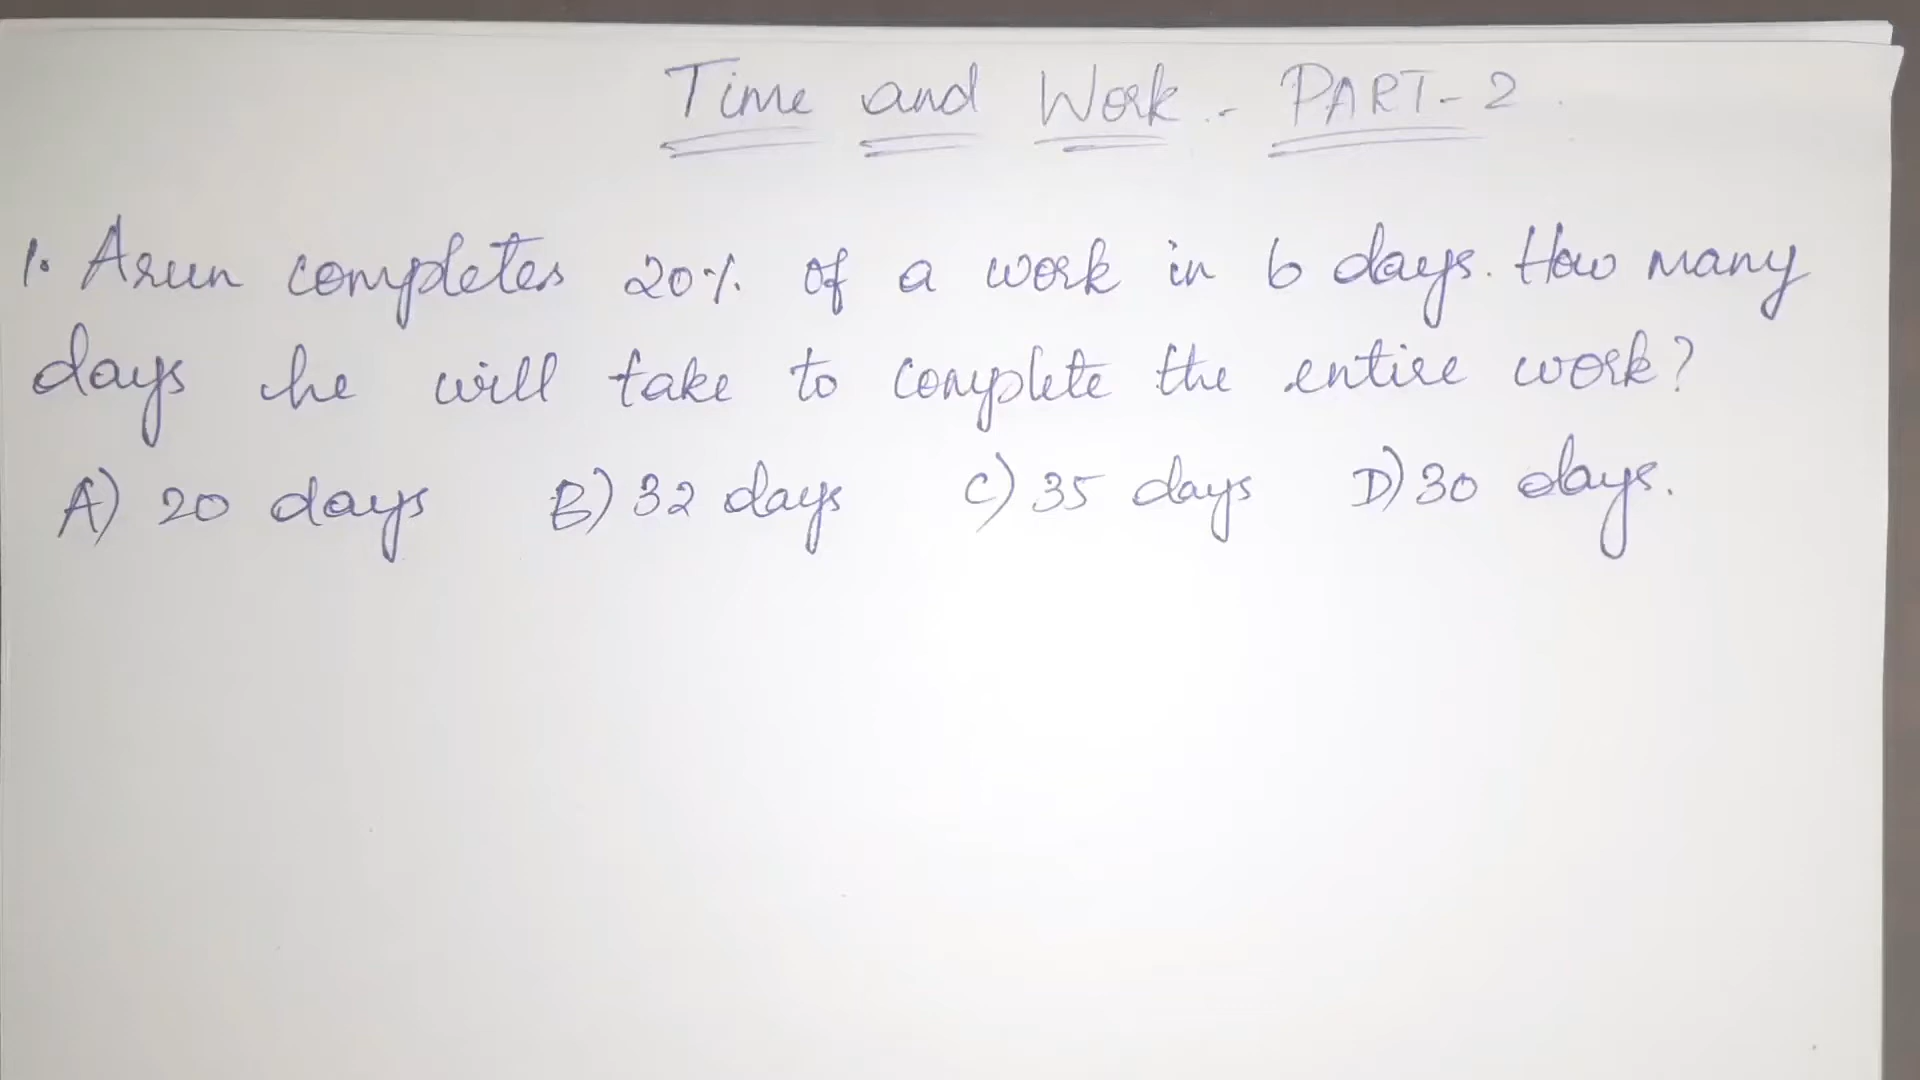 Time and Work - PART-2
1. Arun completes 20% of a work in 6 days. How many
days he will take to complete the entire work?
A) 20 days B) 32 days C) 35 days D) 30 days.